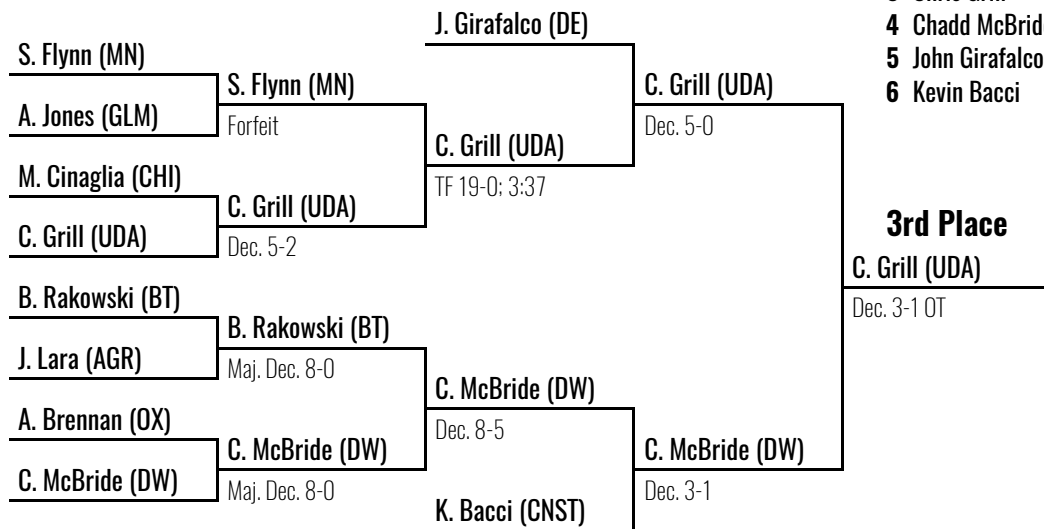 J. Girafalco (DE)
4 Chadd McBrid
S. Flynn (MN)
5 John Girafalco
S. Flynn (MN)
C. Grill (UDA)
6 Kevin Bacci
A. Jones (GLM)
Forfeit
Dec. 5-0
C. Grill (UDA)
M. Cinaglia (CHI)
TF 19-0; 3:37
C. Grill (UDA)
3rd Place
C. Grill (UDA)
Dec. 5-2
C. Grill (UDA)
B. Rakowski (BT)
Dec. 3-1 OT
B. Rakowski (BT)
J. Lara (AGR)
Maj. Dec. 8-0
C. McBride (DW)
A. Brennan (OX)
Dec. 8-5
C. McBride (DW)
C. McBride (DW)
C. McBride (DW)
Maj. Dec. 8-0
Dec. 3-1
K. Bacci (CNST)